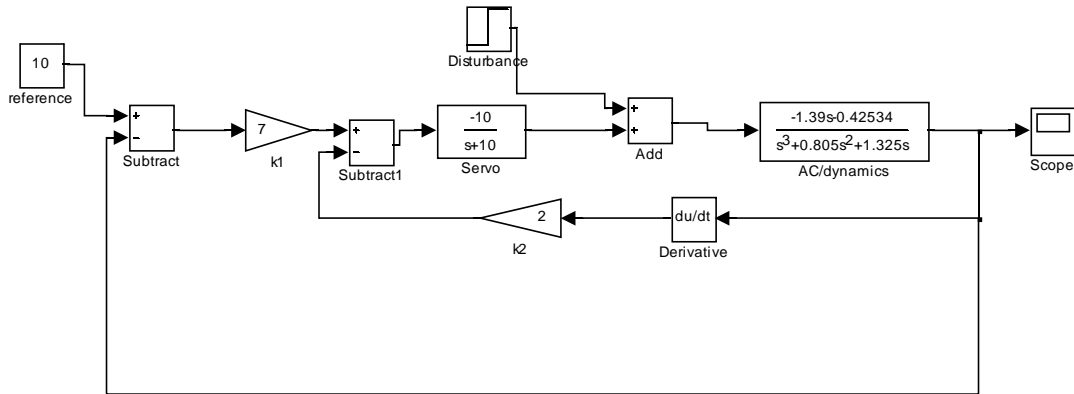 Disturbance
10
reference
+
−
Subtract
7
k1
+
−
Subtract1
-10
s+10
Servo
+
+
Add
-1.39s-0.42534
s³+0.805s²+1.325s
AC/dynamics
Scope
2
k2
du/dt
Derivative